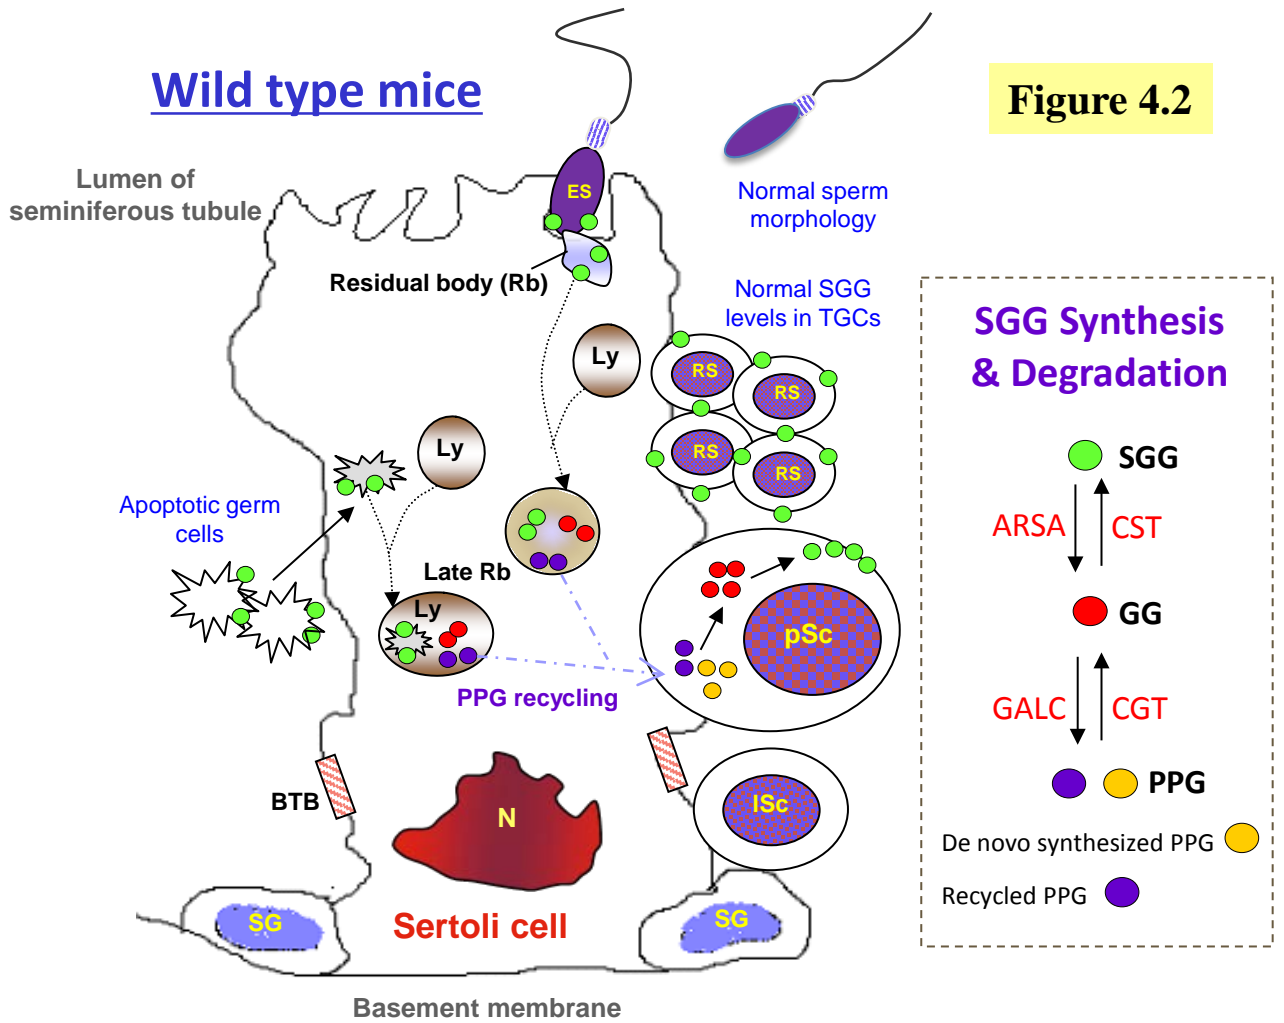 Wild type mice
Figure 4.2
Lumen of
seminiferous tubule
ES
Normal sperm
morphology
Residual body (Rb)
Normal SGG
levels in TGCs
Ly
RS
RS
RS
RS
Ly
Apoptotic germ
cells
Late Rb
Ly
pSc
PPG recycling
BTB
N
lSc
SG
Sertoli cell
SG
Basement membrane
SGG Synthesis
& Degradation
SGG
ARSA
CST
GG
GALC
CGT
PPG
De novo synthesized PPG
Recycled PPG